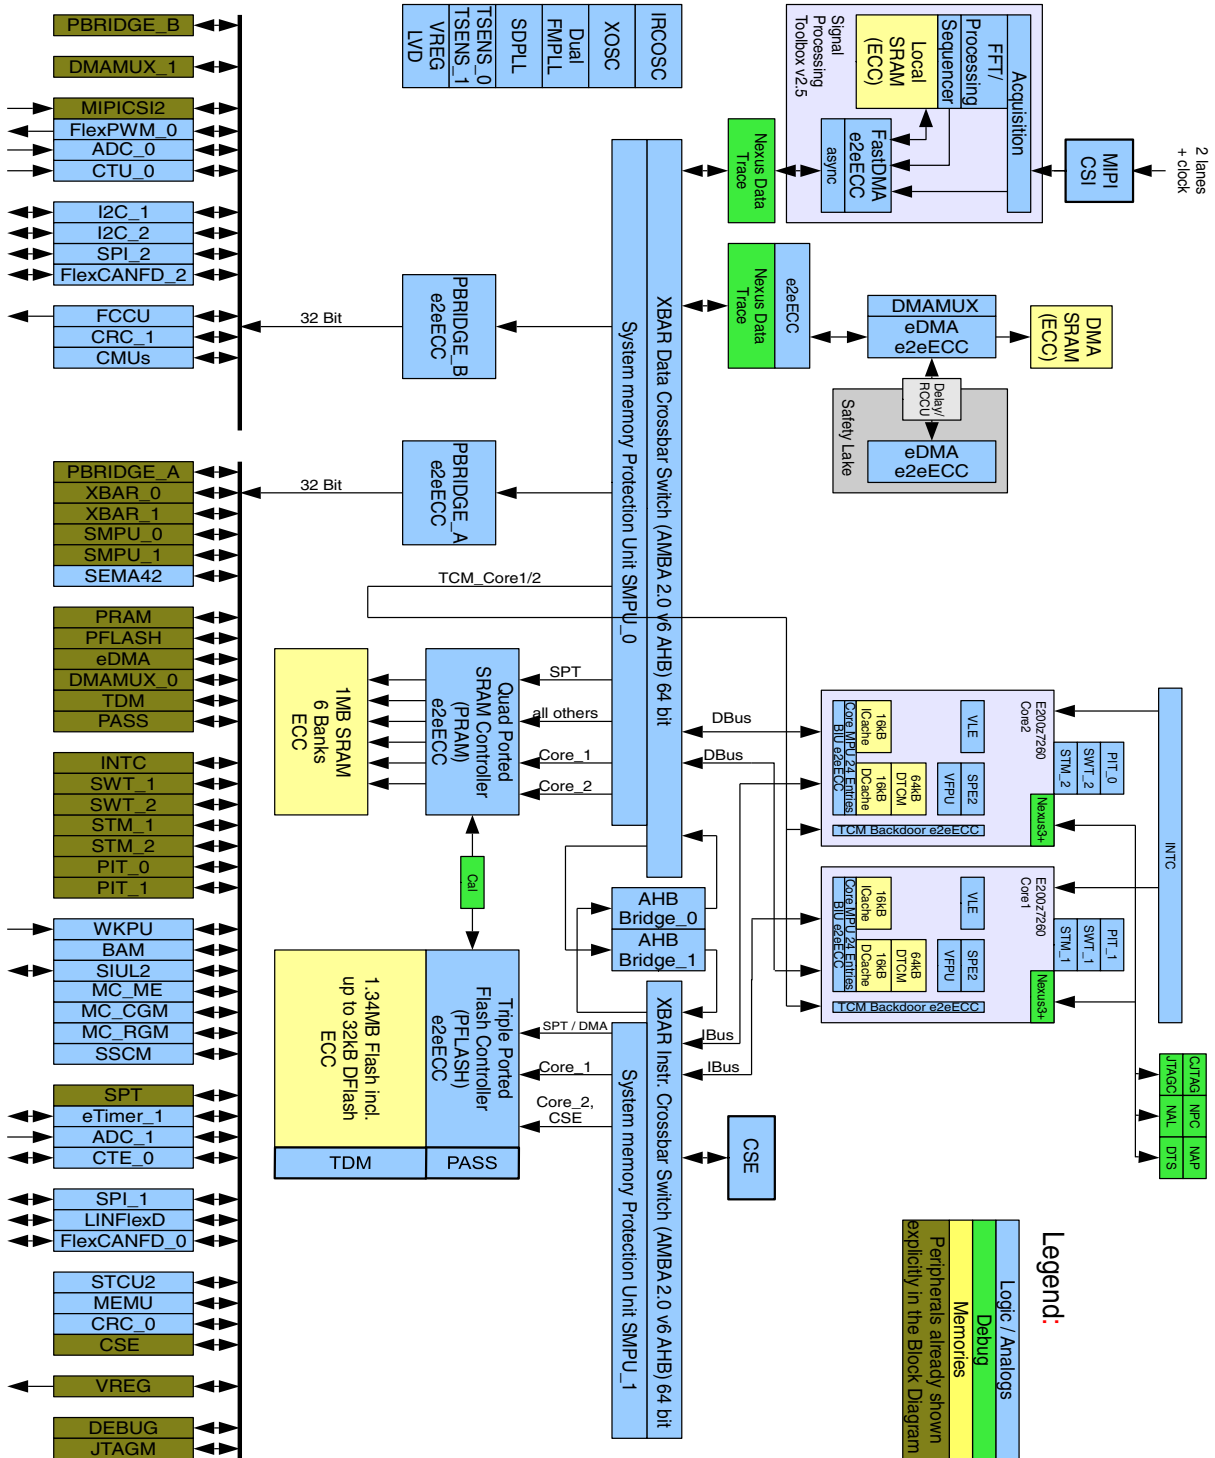 PBRIDGE_B
DMAMUX_1
MIPICSI2
FlexPWM_0
ADC_0
CTU_0
I2C_1
I2C_2
SPI_2
FlexCANFD_2
FCCU
CRC_1
CMUs
PBRIDGE_A
XBAR_0
XBAR_1
SMPU_0
SMPU_1
SEMA42
PRAM
PFLASH
eDMA
DMAMUX_0
TDM
PASS
INTC
SWT_1
SWT_2
STM_1
STM_2
PIT_0
PIT_1
WKPU
BAM
SIUL2
MC_ME
MC_CGM
MC_RGM
SSCM
SPT
eTimer_1
ADC_1
CTE_0
SPI_1
LINFlexD
FlexCANFD_0
STCU2
MEMU
CRC_0
CSE
VREG
DEBUG
JTAGM
IRCOSC
XOSC
Dual
FMPLL
SDPLL
TSENS_0
TSENS_1
VREG
LVD
32 Bit
PBRIDGE_B
e2eECC
32 Bit
PBRIDGE_A
e2eECC
TCM_Core1/2
XBAR Data Crossbar Switch (AMBA 2.0 v6 AHB) 64 bit
System memory Protection Unit SMPU_0
SPT
all others
Core_1
Core_2
Quad Ported
SRAM Controller
(PRAM)
e2eECC
1MB SRAM
6 Banks
ECC
Cal
Triple Ported
Flash Controller
(PFLASH)
e2eECC
1.34MB Flash incl.
up to 32kB DFlash
ECC
TDM
PASS
SPT / DMA
Core_1
Core_2,
CSE
AHB
Bridge_0
AHB
Bridge_1
XBAR Instr. Crossbar Switch (AMBA 2.0 v6 AHB) 64 bit
System memory Protection Unit SMPU_1
CSE
DBus
DBus
IBus
IBus
Signal
Processing
Toolbox v2.5
Acquisition
FFT/
Processing
Sequencer
Local
SRAM
(ECC)
FastDMA
e2eECC
async
Nexus Data
Trace
MIPI
CSI
2 lanes
+ clock
e2eECC
Nexus Data
Trace
DMAMUX
eDMA
e2eECC
DMA
SRAM
(ECC)
Delay/
RCCU
Safety Lake
eDMA
e2eECC
E200z7260
Core2
VLE
SPE2
VFPU
16kB
ICache
64kB
DTCM
16kB
DCache
Core MPU 24 Entries
BIU e2eECC
TCM Backdoor e2eECC
Nexus3+
PIT_0
SWT_2
STM_2
E200z7260
Core1
VLE
SPE2
VFPU
16kB
ICache
64kB
DTCM
16kB
DCache
Core MPU 24 Entries
BIU e2eECC
TCM Backdoor e2eECC
Nexus3+
PIT_1
SWT_1
STM_1
INTC
CJTAG
NPC
NAP
JTAGC
NAL
DTS
Legend:
Logic / Analogs
Debug
Memories
Peripherals already shown
explicitly in the Block Diagram